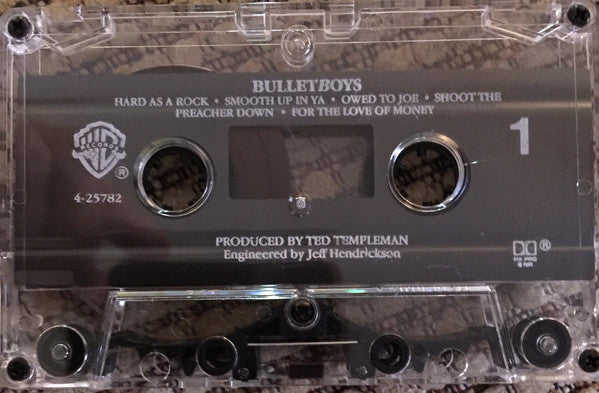 BULLETBOYS
HARD AS A ROCK • SMOOTH UP IN YA • OWED TO JOE • SHOOT THE
PREACHER DOWN • FOR THE LOVE OF MONEY
1
®
4-25782
PRODUCED BY TED TEMPLEMAN
Engineered by Jeff Hendrickson
®